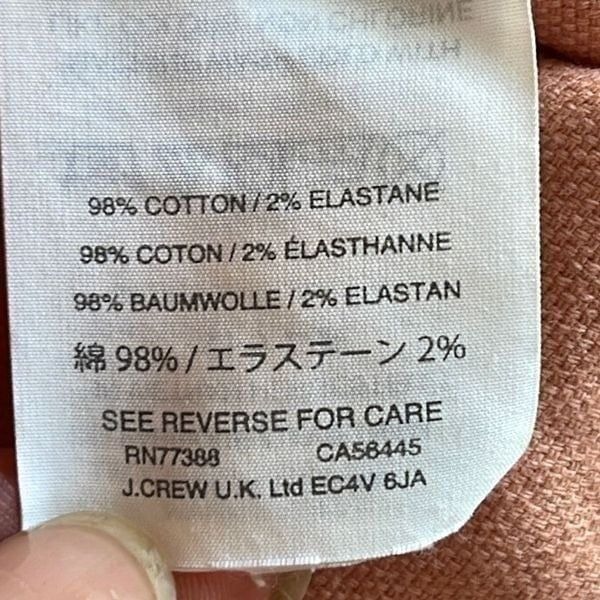 98% COTTON / 2% ELASTANE
98% COTON / 2% ÉLASTHANNE
98% BAUMWOLLE / 2% ELASTAN
綿 98% / エラステーン 2%
SEE REVERSE FOR CARE
RN77388 CA56445
J.CREW U.K. Ltd EC4V 6JA